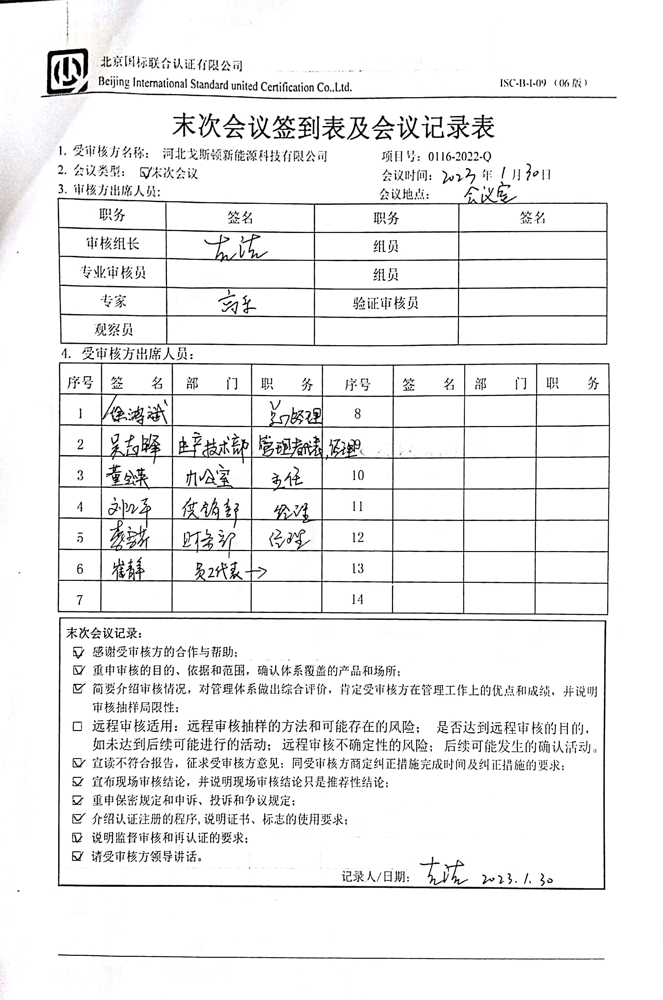 北京国标联合认证有限公司
Beijing International Standard united Certification Co.,Ltd.
ISC-B-I-09（06版）
末次会议签到表及会议记录表
1. 受审核方名称： 河北戈斯顿新能源科技有限公司 项目号：0116-2022-Q
2. 会议类型： ☑末次会议 会议时间：2023年1月30日
3. 审核方出席人员： 会议地点： 会议室
职务 签名 职务 签名
审核组长 组员
专业审核员 组员
专家 验证审核员
观察员
4. 受审核方出席人员：
序号 签 名 部 门 职 务 序号 签 名 部 门 职 务
1 徐鸿斌 总经理 8
2 吴志 生产技术部 管理者代表,经理 9
3 董 办公室 主任 10
4 刘 供销部 经理 11
5 财务部 经理 12
6 崔静 员工代表→ 13
7 14
末次会议记录：
☑ 感谢受审核方的合作与帮助；
☑ 重申审核的目的、依据和范围，确认体系覆盖的产品和场所；
☑ 简要介绍审核情况，对管理体系做出综合评价，肯定受审核方在管理工作上的优点和成绩，并说明
审核抽样局限性；
□ 远程审核适用：远程审核抽样的方法和可能存在的风险； 是否达到远程审核的目的，
如未达到后续可能进行的活动； 远程审核不确定性的风险； 后续可能发生的确认活动。
☑ 宣读不符合报告，征求受审核方意见；同受审核方商定纠正措施完成时间及纠正措施的要求；
☑ 宣布现场审核结论，并说明现场审核结论只是推荐性结论；
☑ 重申保密规定和申诉、投诉和争议规定；
☑ 介绍认证注册的程序,说明证书、标志的使用要求；
☑ 说明监督审核和再认证的要求；
☑ 请受审核方领导讲话。
记录人/日期： 2023.1.30